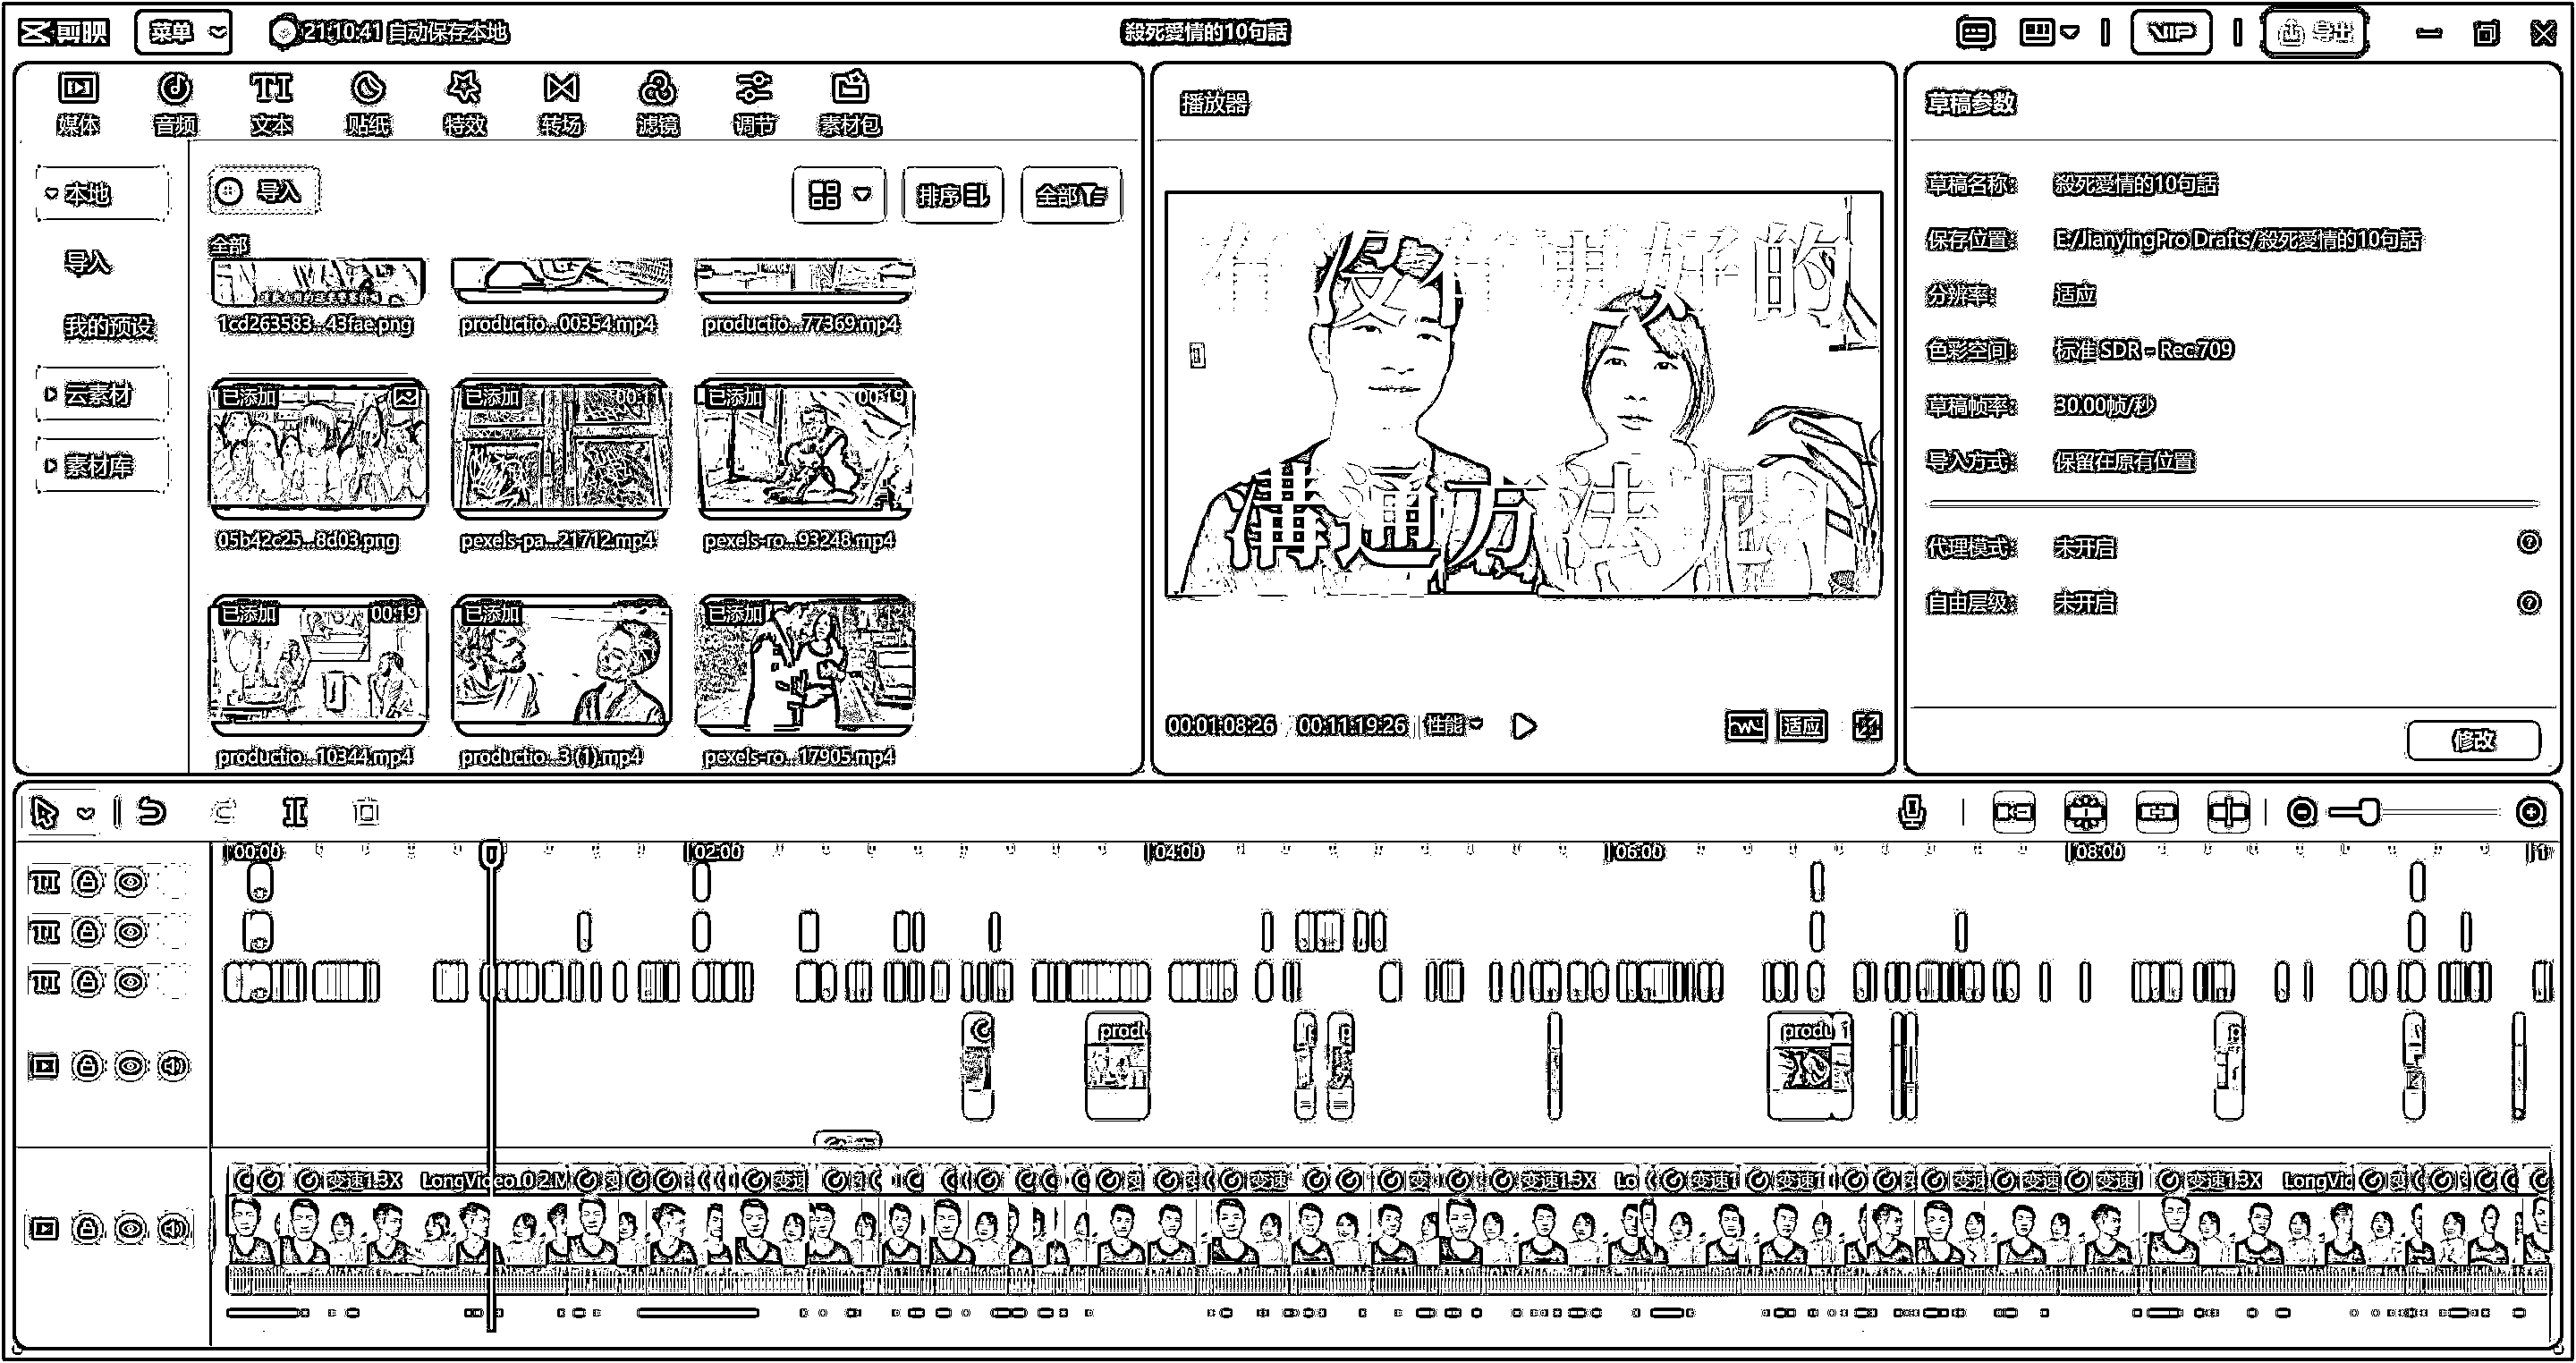 剪映 菜单 21:10:41 自动保存本地 殺死愛情的10句話 VIP 导出
媒体 音频 文本 贴纸 特效 转场 滤镜 调节 素材包
本地
导入
我的预设
云素材
素材库
导入 排序 全部
全部
1cd263583...43fae.png productio...00354.mp4 productio...77369.mp4
已添加 已添加 00:11 已添加 00:19
05b42c25...8d03.png pexels-pa...21712.mp4 pexels-ro...93248.mp4
已添加 00:19 已添加 已添加
productio...10344.mp4 productio...3 (1).mp4 pexels-ro...17905.mp4
播放器
有沒有更好的
溝通方法呢
00:01:08:26 00:11:19:26 性能 适应
草稿参数
草稿名称: 殺死愛情的10句話
保存位置: E:/JianyingPro Drafts/殺死愛情的10句話
分辨率: 适应
色彩空间: 标准 SDR - Rec.709
草稿帧率: 30.00帧/秒
导入方式: 保留在原有位置
代理模式: 未开启
自由层级: 未开启
修改
00:00 02:00 04:00 06:00 08:00
TI
TI
TI
produ p produ p
变速1.3X LongVideo_0 2.M 变速 变速 变速1.3X Lo 变速1 变速1 变速 变速 变速1 变速1.3X LongVid